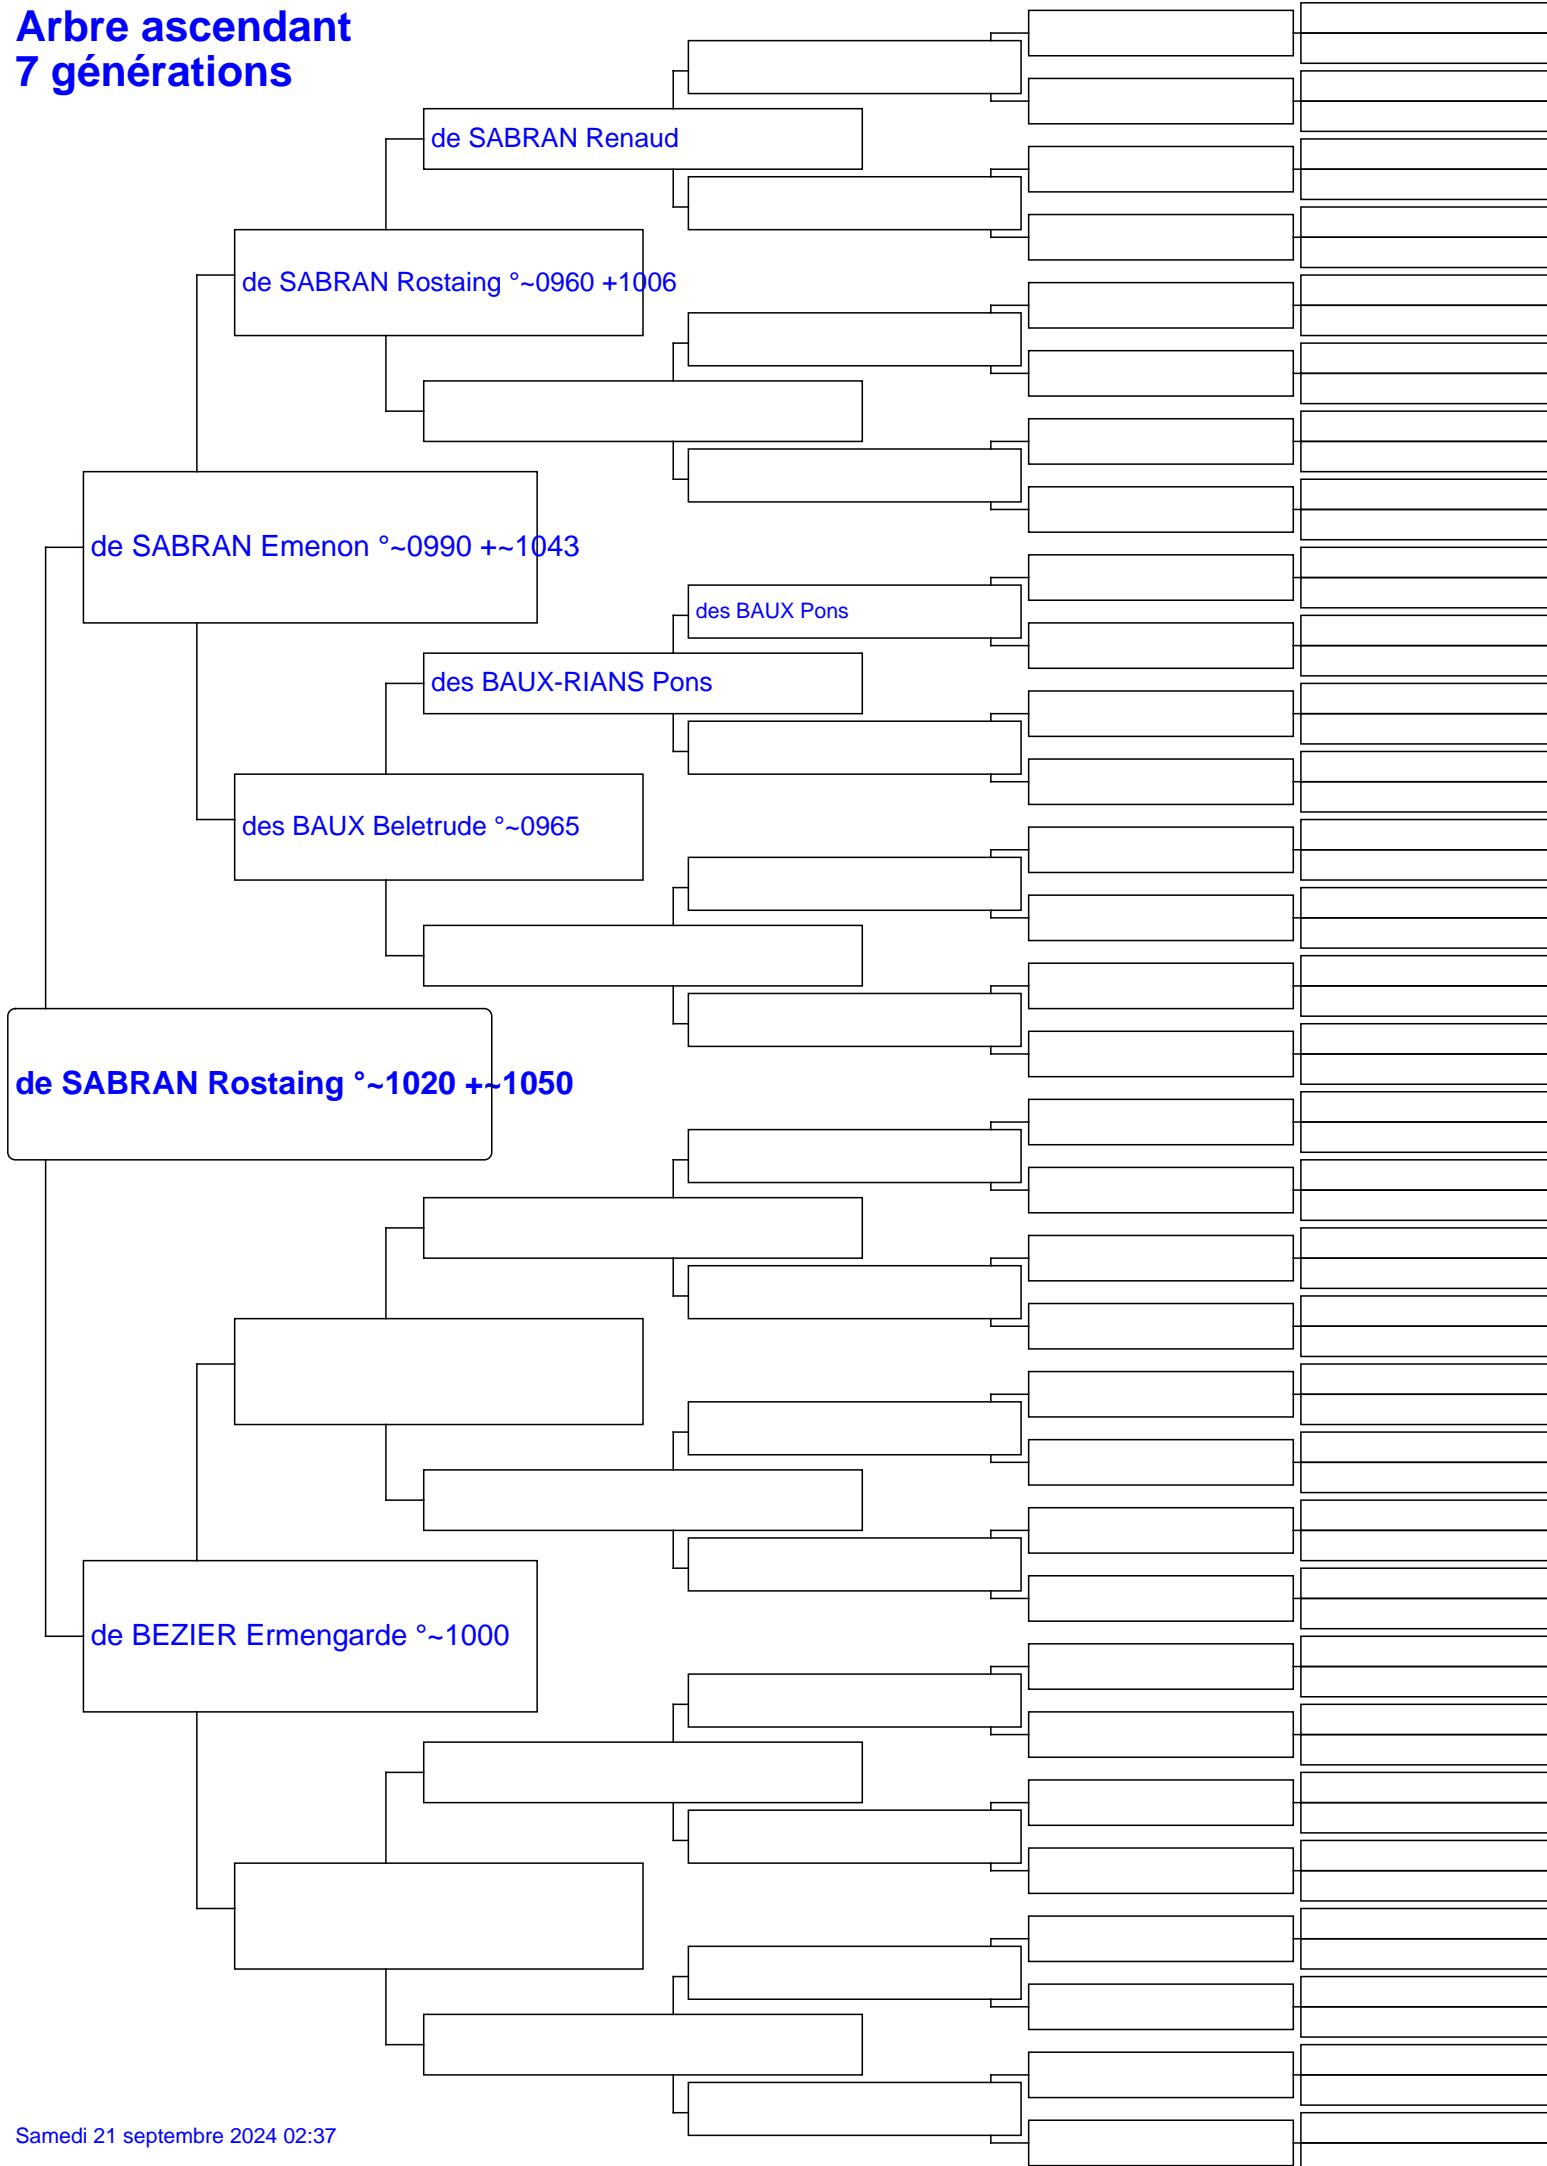 Arbre ascendant
7 générations
de SABRAN Renaud
de SABRAN Rostaing °~0960 +1006
de SABRAN Emenon °~0990 +~1043
des BAUX Pons
des BAUX-RIANS Pons
des BAUX Beletrude °~0965
de SABRAN Rostaing °~1020 +~1050
de BEZIER Ermengarde °~1000
Samedi 21 septembre 2024 02:37